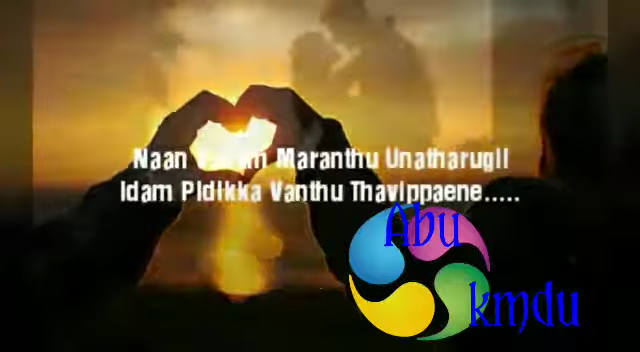 Naan Maranthu Unatharugil
Idam Pidikka Vanthu Thavippaene.....
Abu
kmdu